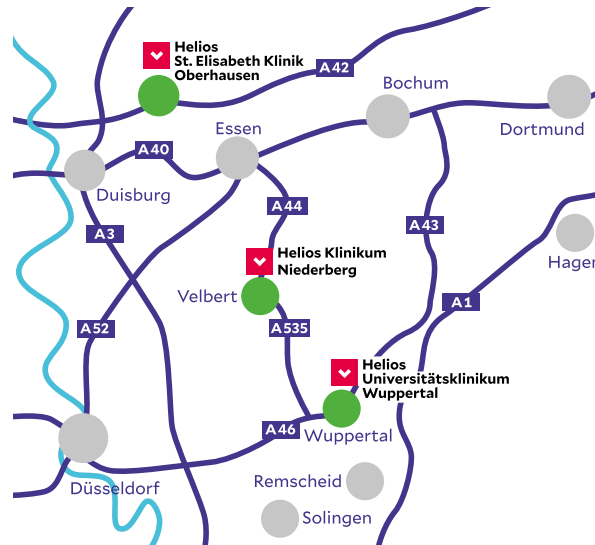 Helios
St. Elisabeth Klinik
Oberhausen
A42
Bochum
Dortmund
Essen
A40
Duisburg
A44
A3
A43
Hagen
Helios Klinikum
Niederberg
Velbert
A1
A52
A535
Helios
Universitätsklinikum
Wuppertal
A46
Wuppertal
Düsseldorf
Remscheid
Solingen